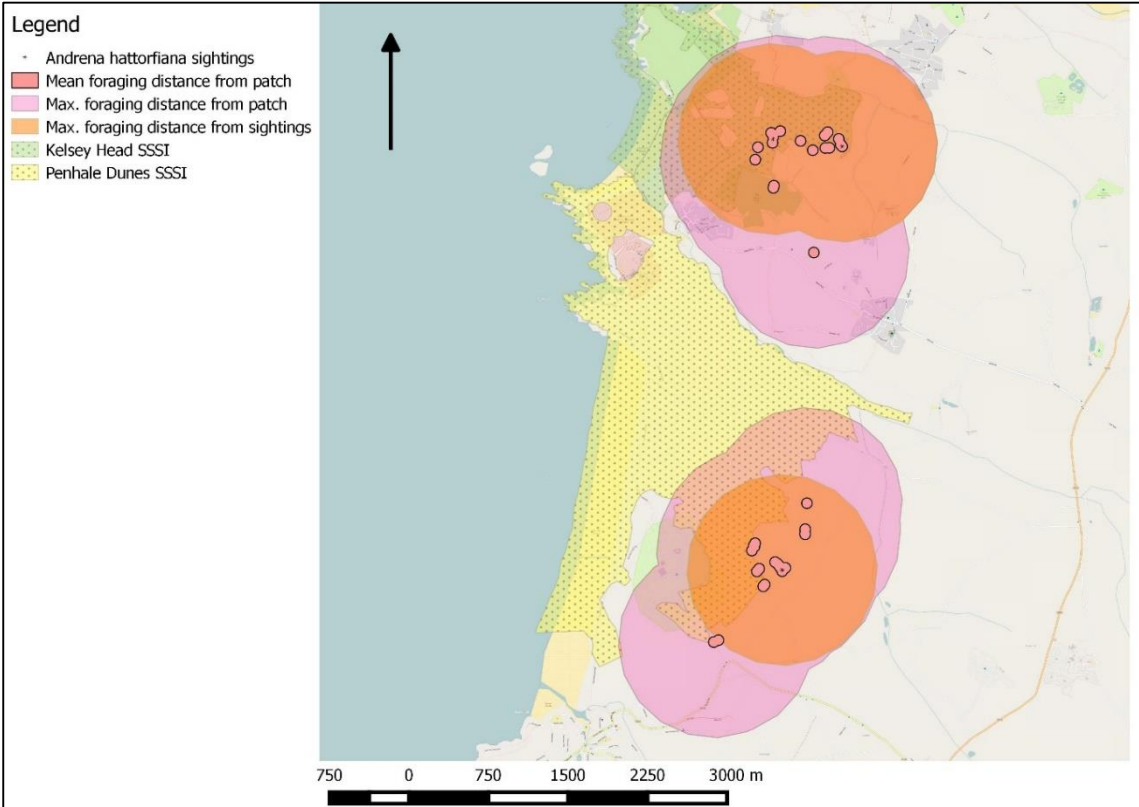 Legend
Andrena hattorfiana sightings
Mean foraging distance from patch
Max. foraging distance from patch
Max. foraging distance from sightings
Kelsey Head SSSI
Penhale Dunes SSSI
750 0 750 1500 2250 3000 m